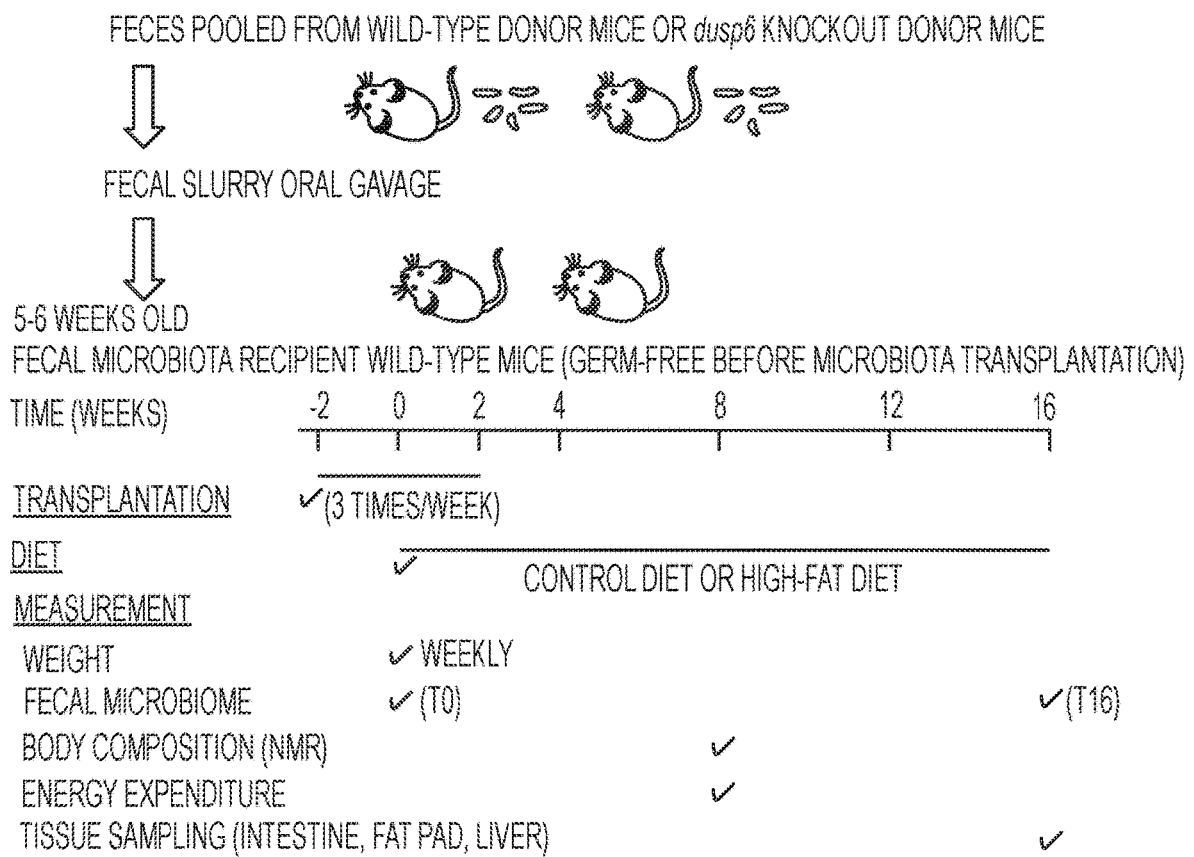 FECES POOLED FROM WILD-TYPE DONOR MICE OR dusp6 KNOCKOUT DONOR MICE
FECAL SLURRY ORAL GAVAGE
5-6 WEEKS OLD
FECAL MICROBIOTA RECIPIENT WILD-TYPE MICE (GERM-FREE BEFORE MICROBIOTA TRANSPLANTATION)
TIME (WEEKS) -2 0 2 4 8 12 16
TRANSPLANTATION ✓(3 TIMES/WEEK)
DIET ✓ CONTROL DIET OR HIGH-FAT DIET
MEASUREMENT
WEIGHT ✓ WEEKLY
FECAL MICROBIOME ✓ (T0) ✓(T16)
BODY COMPOSITION (NMR) ✓
ENERGY EXPENDITURE ✓
TISSUE SAMPLING (INTESTINE, FAT PAD, LIVER) ✓